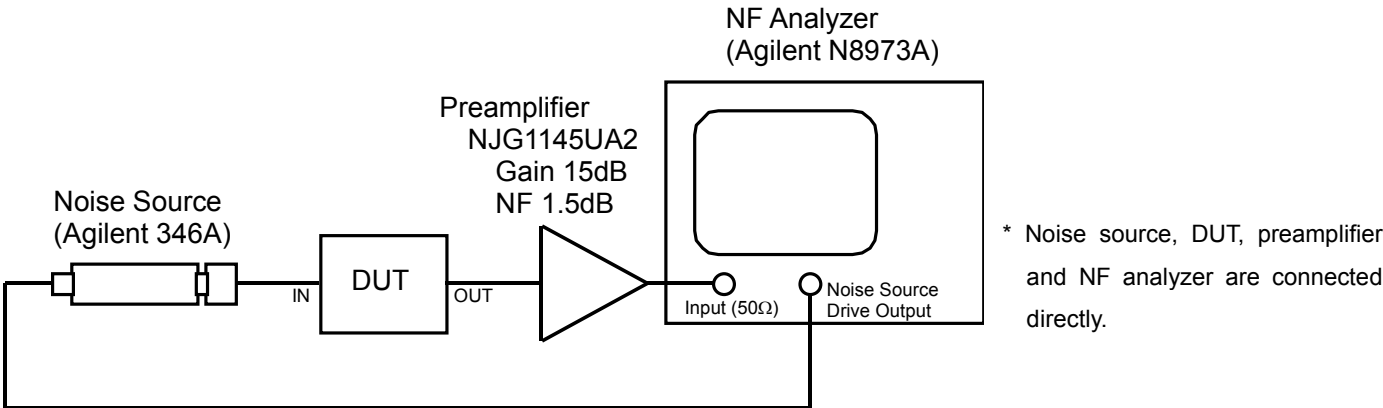 NF Analyzer
(Agilent N8973A)
Preamplifier
NJG1145UA2
Gain 15dB
NF 1.5dB
Noise Source
(Agilent 346A)
DUT
IN
OUT
Input (50Ω)
Noise Source
Drive Output
* Noise source, DUT, preamplifier
and NF analyzer are connected
directly.